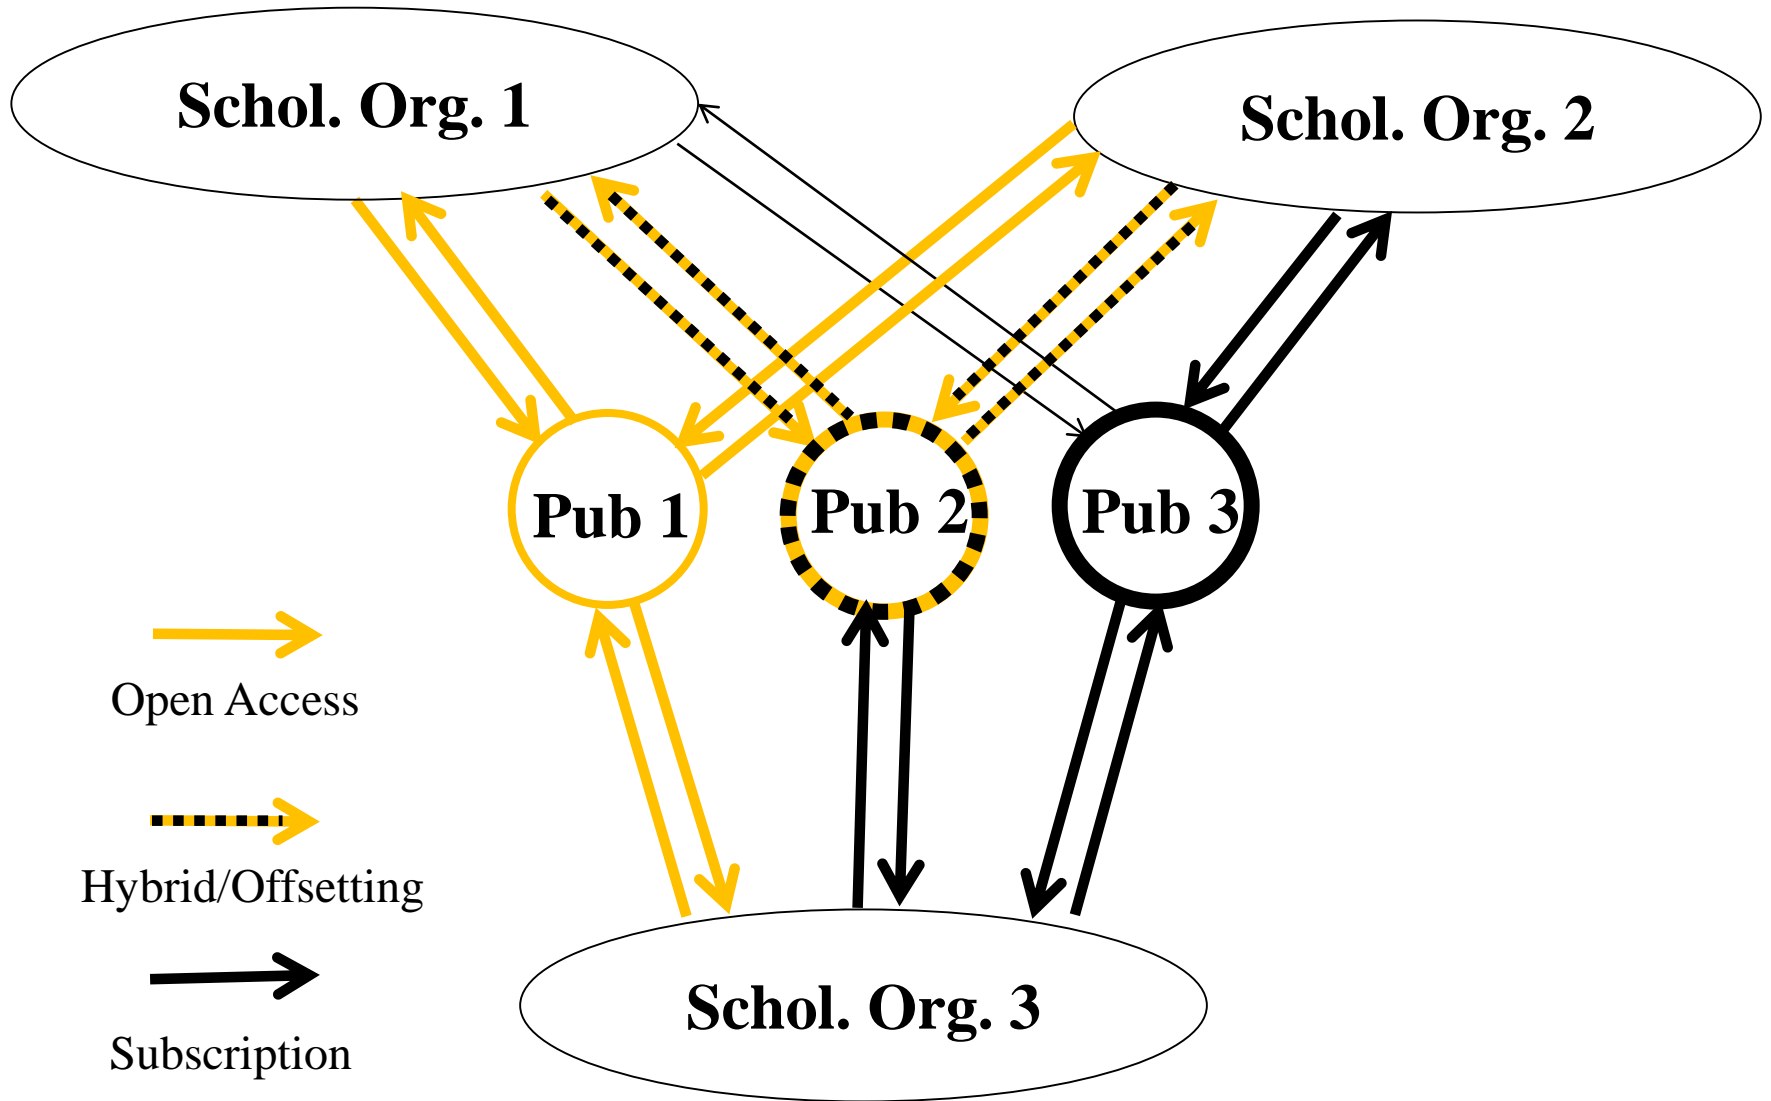 Schol. Org. 1
Schol. Org. 2
Pub 1
Pub 2
Pub 3
Open Access
Hybrid/Offsetting
Subscription
Schol. Org. 3